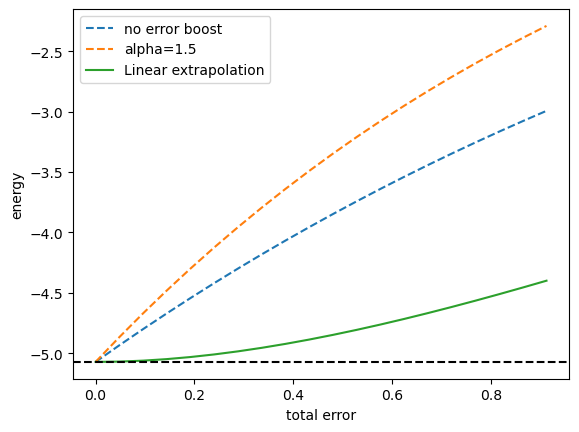 no error boost
alpha=1.5
Linear extrapolation
−2.5
−3.0
−3.5
−4.0
−4.5
−5.0
energy
0.0 0.2 0.4 0.6 0.8
total error